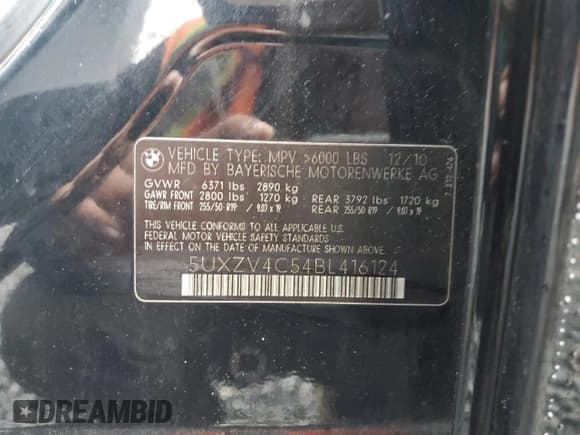 VEHICLE TYPE: MPV >6000 LBS 12/10
MFD BY BAYERISCHE MOTORENWERKE AG
GVWR 6371 lbs 2890 kg
GAWR FRONT 2800 lbs 1270 kg REAR 3792 lbs 1720 kg
TIRE/RIM FRONT 255/50 R19 9.0J x 19 REAR 255/50 R19 9.0J x 19
THIS VEHICLE CONFORMS TO ALL APPLICABLE U.S.
FEDERAL MOTOR VEHICLE SAFETY STANDARDS
IN EFFECT ON THE DATE OF MANUFACTURE SHOWN ABOVE.
5UXZV4C54BL416124
DREAMBID